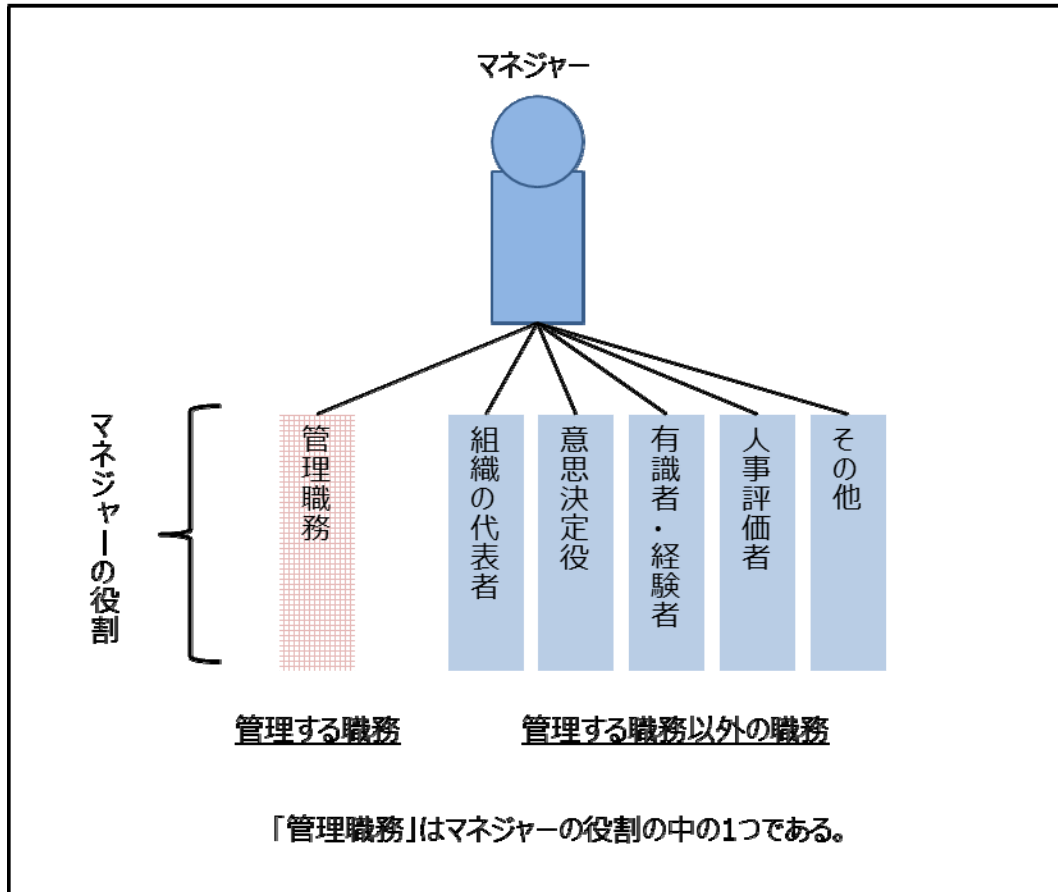 マネジャー
マネジャーの役割
管理職務
組織の代表者
意思決定役
有識者・経験者
人事評価者
その他
管理する職務
管理する職務以外の職務
「管理職務」はマネジャーの役割の中の1つである。